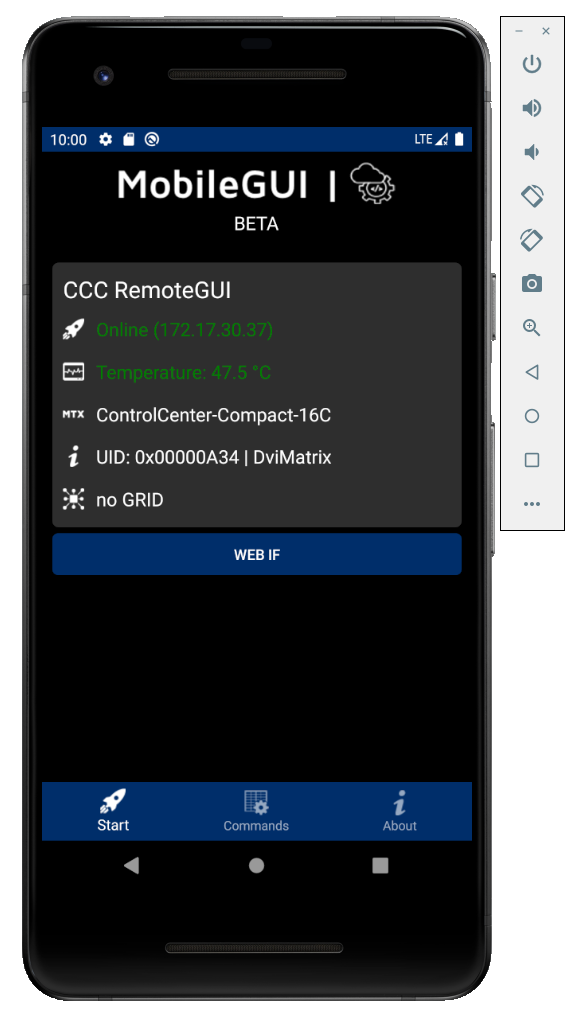 10:00 LTE
MobileGUI |
BETA
CCC RemoteGUI
Online (172.17.30.37)
Temperature: 47.5 °C
MTX ControlCenter-Compact-16C
UID: 0x00000A34 | DviMatrix
no GRID
WEB IF
Start Commands About